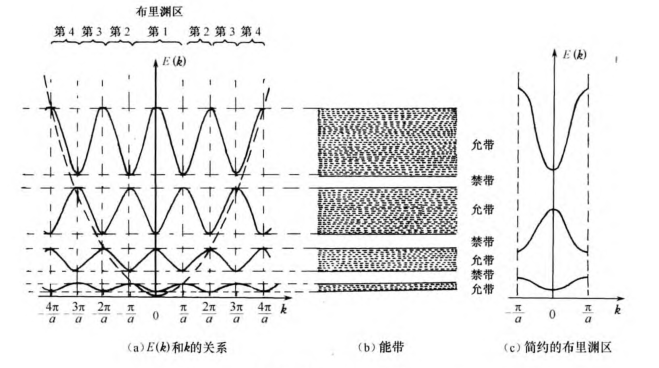 布里渊区
第4 第3 第2 第1 第2 第3 第4
E(k)
E(k)
允带
禁带
允带
禁带
允带
禁带
允带
-4π/a -3π/a -2π/a -π/a 0 π/a 2π/a 3π/a 4π/a k
-π/a 0 π/a k
(a)E(k)和k的关系
(b)能带
(c)简约的布里渊区